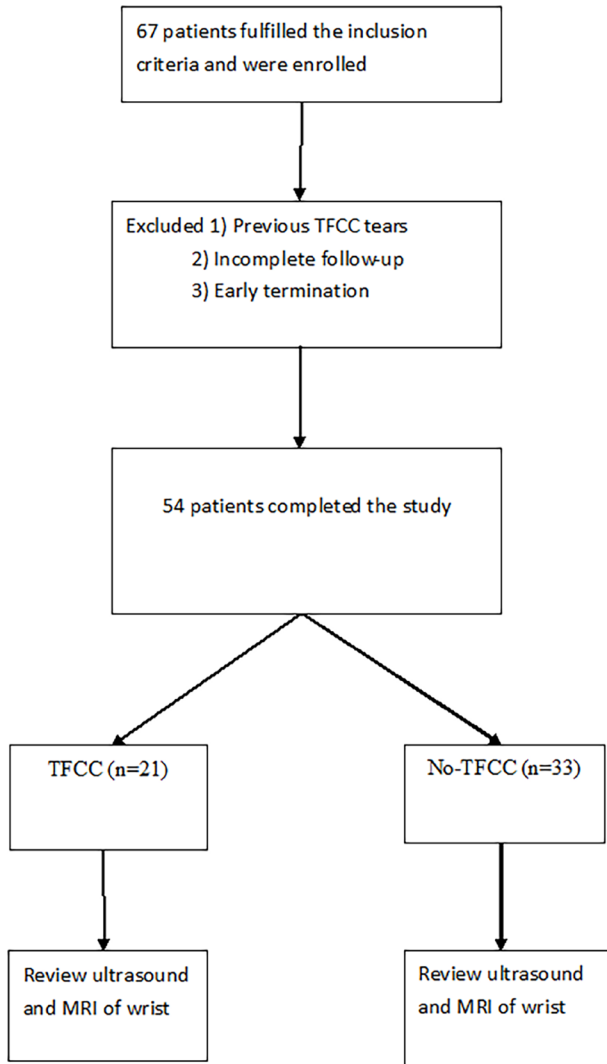 67 patients fulfilled the inclusion
criteria and were enrolled
Excluded 1) Previous TFCC tears
2) Incomplete follow-up
3) Early termination
54 patients completed the study
TFCC (n=21)
No-TFCC (n=33)
Review ultrasound
and MRI of wrist
Review ultrasound
and MRI of wrist